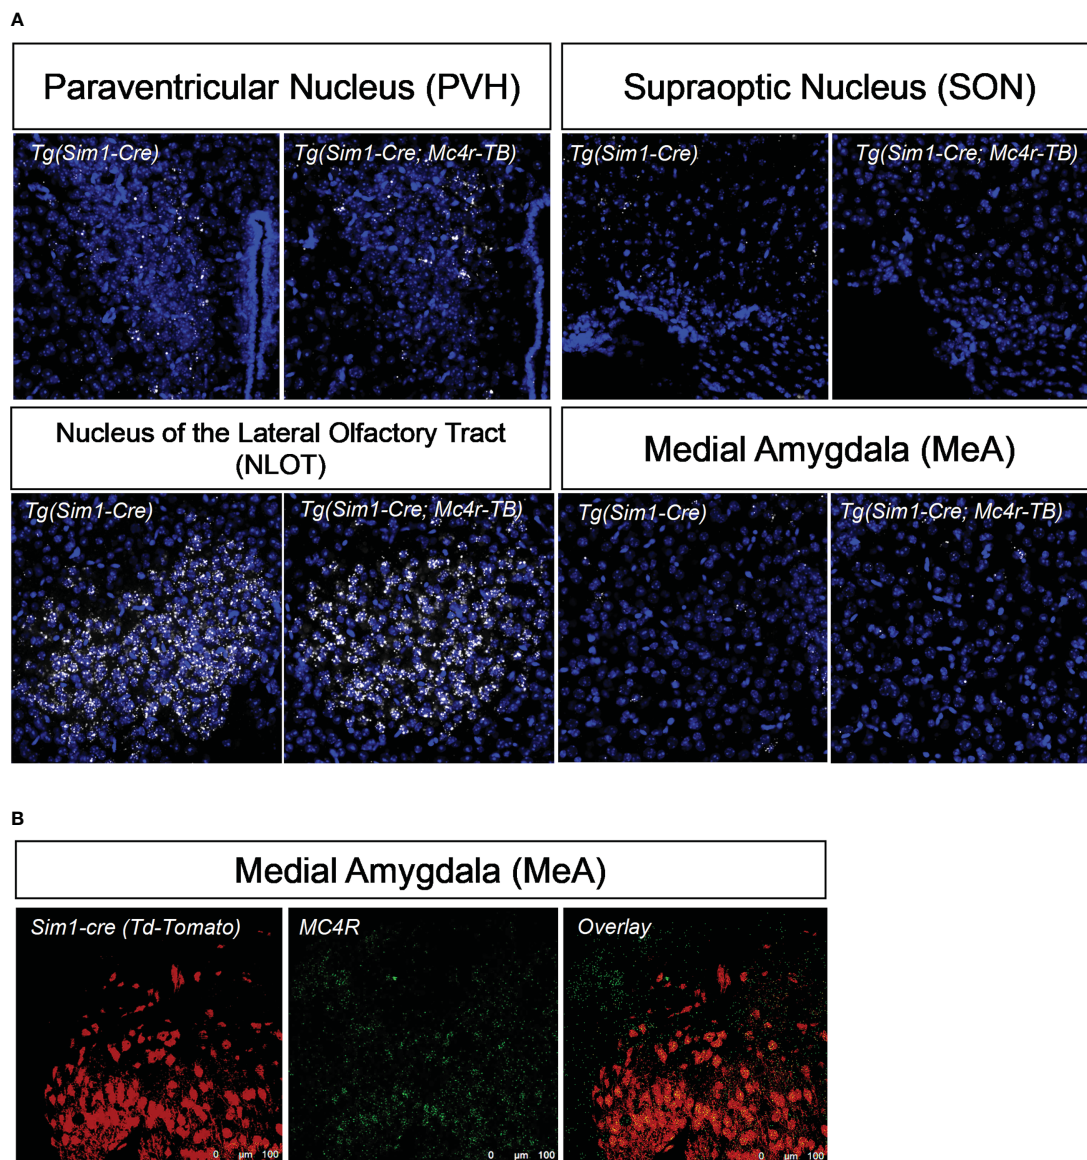 A
Paraventricular Nucleus (PVH)
Supraoptic Nucleus (SON)
Tg(Sim1-Cre)
Tg(Sim1-Cre; Mc4r-TB)
Tg(Sim1-Cre)
Tg(Sim1-Cre; Mc4r-TB)
Nucleus of the Lateral Olfactory Tract
(NLOT)
Medial Amygdala (MeA)
Tg(Sim1-Cre)
Tg(Sim1-Cre; Mc4r-TB)
Tg(Sim1-Cre)
Tg(Sim1-Cre; Mc4r-TB)
B
Medial Amygdala (MeA)
Sim1-cre (Td-Tomato)
MC4R
Overlay
0 µm 100
0 µm 100
0 µm 100